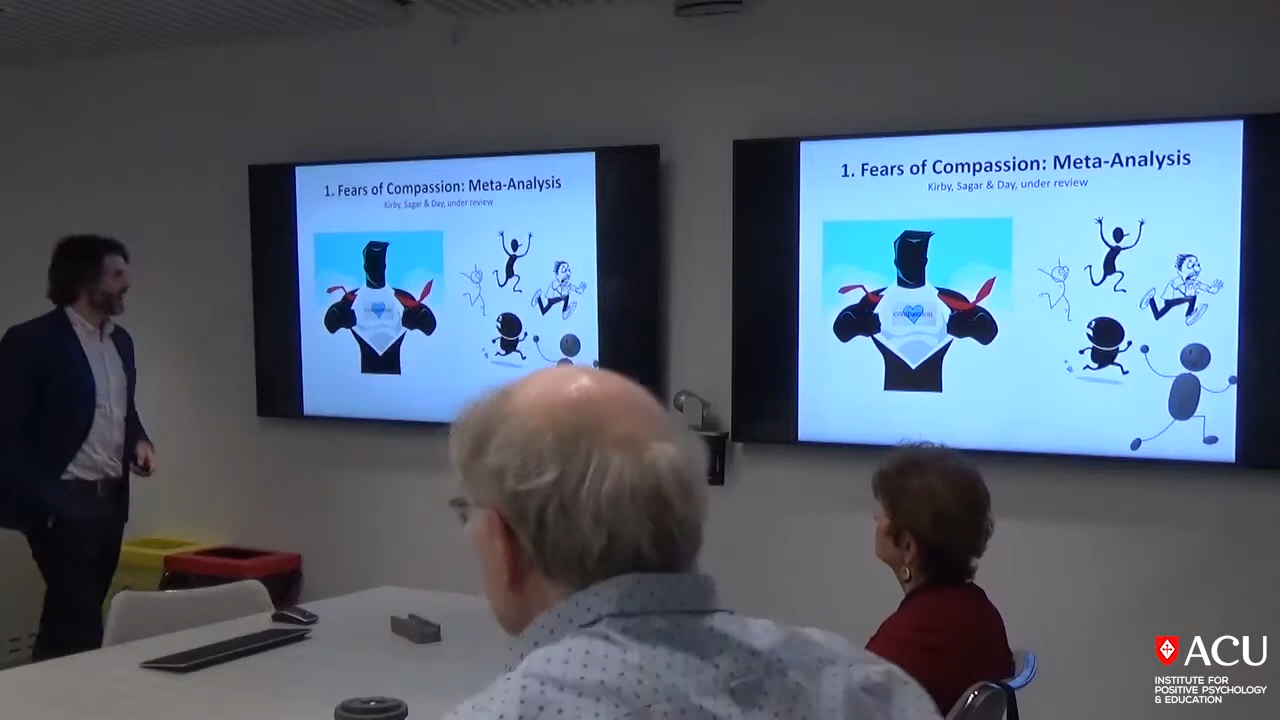 1. Fears of Compassion: Meta-Analysis
Kirby, Sagar & Day, under review
1. Fears of Compassion: Meta-Analysis
Kirby, Sagar & Day, under review
compassion
ACU
INSTITUTE FOR
POSITIVE PSYCHOLOGY
& EDUCATION